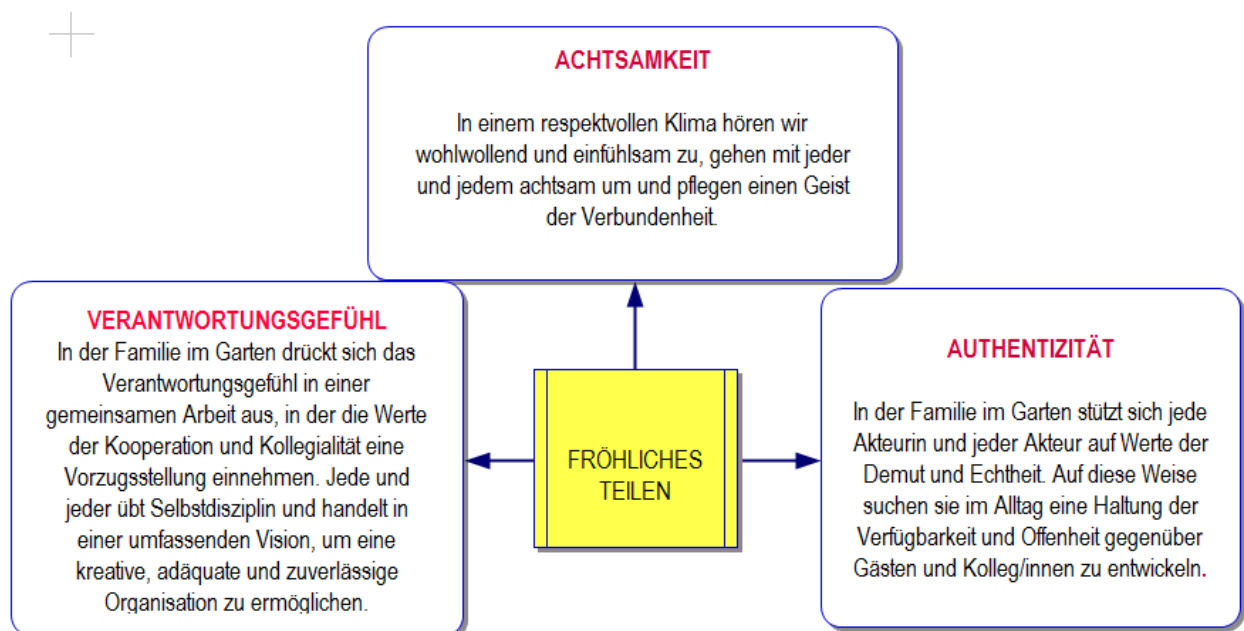 ACHTSAMKEIT
In einem respektvollen Klima hören wir
wohlwollend und einfühlsam zu, gehen mit jeder
und jedem achtsam um und pflegen einen Geist
der Verbundenheit.
VERANTWORTUNGSGEFÜHL
In der Familie im Garten drückt sich das
Verantwortungsgefühl in einer
gemeinsamen Arbeit aus, in der die Werte
der Kooperation und Kollegialität eine
Vorzugsstellung einnehmen. Jede und
jeder übt Selbstdisziplin und handelt in
einer umfassenden Vision, um eine
kreative, adäquate und zuverlässige
Organisation zu ermöglichen.
FRÖHLICHES
TEILEN
AUTHENTIZITÄT
In der Familie im Garten stützt sich jede
Akteurin und jeder Akteur auf Werte der
Demut und Echtheit. Auf diese Weise
suchen sie im Alltag eine Haltung der
Verfügbarkeit und Offenheit gegenüber
Gästen und Kolleg/innen zu entwickeln.